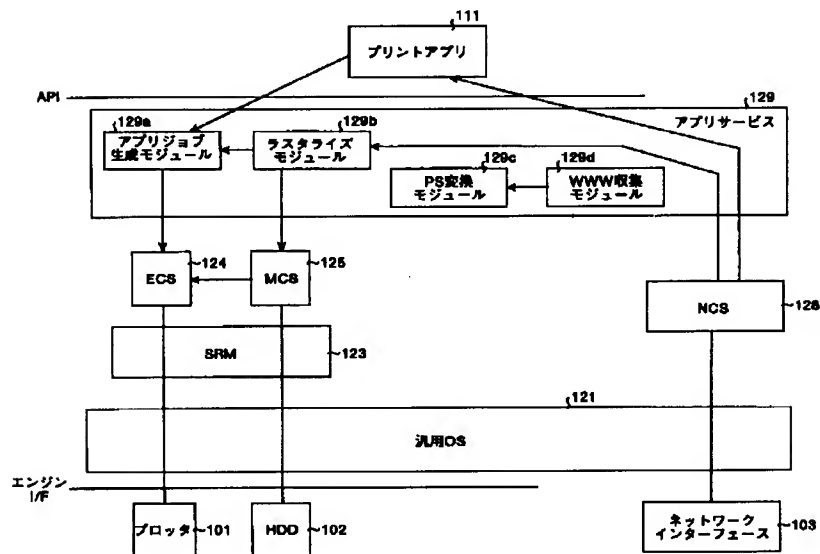 111
プリントアプリ
API
129
アプリサービス
129a
アプリジョブ
生成モジュール
129b
ラスタライズ
モジュール
129c
PS変換
モジュール
129d
WWW収集
モジュール
ECS
124
MCS
125
NCS
128
SRM
123
121
汎用OS
エンジン
I/F
プロッタ
101
HDD
102
ネットワーク
インターフェース
103